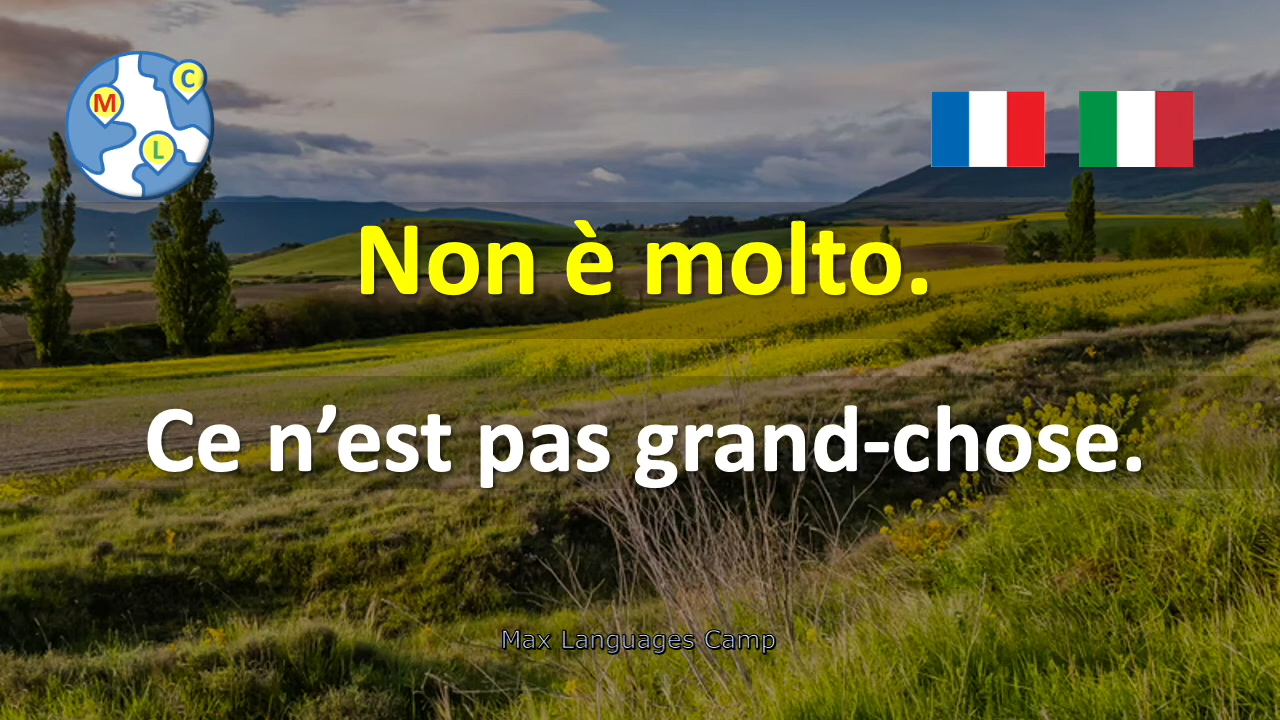 M
C
L
Non è molto.
Ce n’est pas grand-chose.
Max Languages Camp